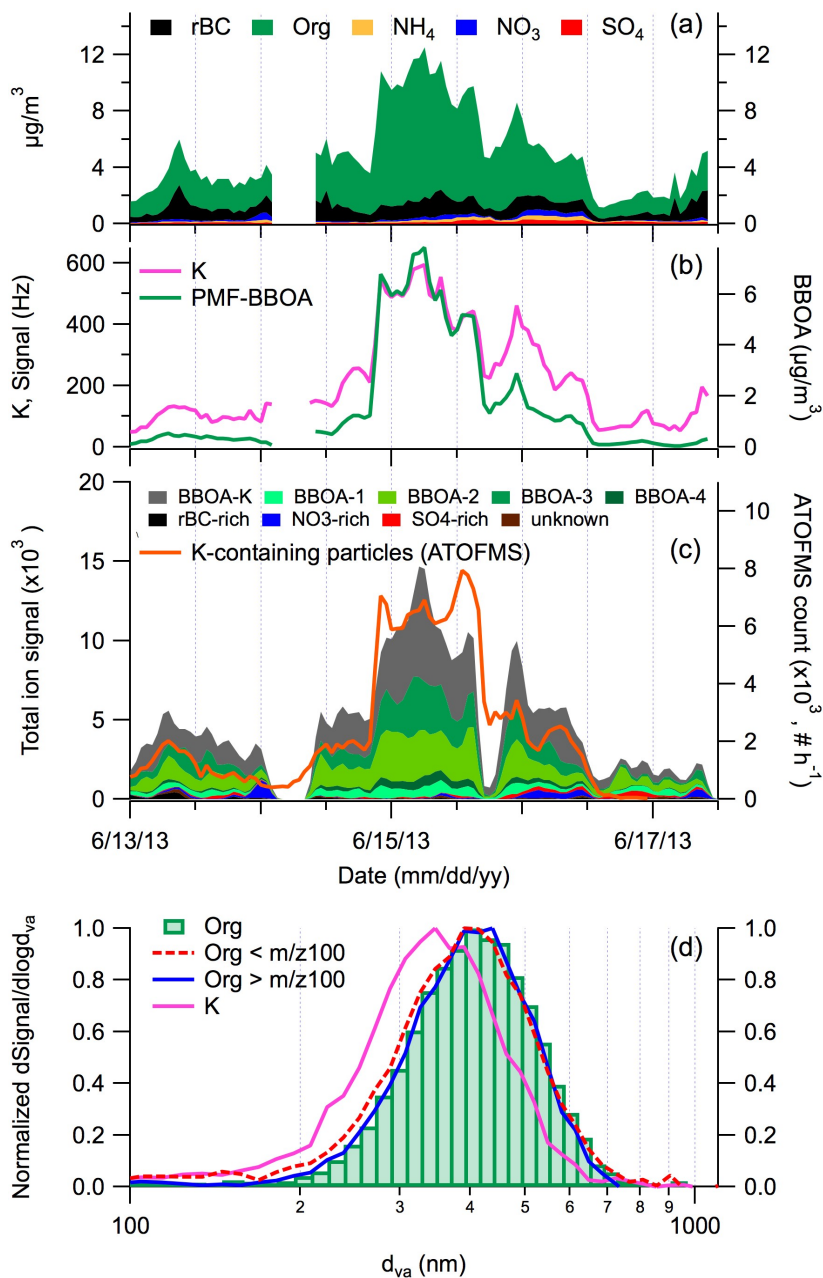 rBC Org NH4 NO3 SO4 (a)
12 12
8 8
4 4
0 0
µg/m3
(b)
K
PMF-BBOA
600
400
200
0
6
4
2
0
K, Signal (Hz)
BBOA (µg/m3)
20
15
10
5
0
BBOA-K BBOA-1 BBOA-2 BBOA-3 BBOA-4
rBC-rich NO3-rich SO4-rich unknown
K-containing particles (ATOFMS) (c)
10
8
6
4
2
0
Total ion signal (x10^3)
ATOFMS count (x10^3, # h^-1)
6/13/13 6/15/13 6/17/13
Date (mm/dd/yy)
Org (d)
Org < m/z100
Org > m/z100
K
1.0 1.0
0.8 0.8
0.6 0.6
0.4 0.4
0.2 0.2
0.0 0.0
Normalized dSignal/dlogdva
100 2 3 4 5 6 7 8 9 1000
dva (nm)